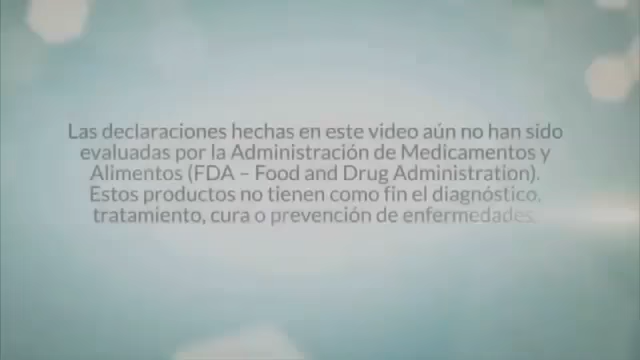 Las declaraciones hechas en este video aún no han sido
evaluadas por la Administración de Medicamentos y
Alimentos (FDA – Food and Drug Administration).
Estos productos no tienen como fin el diagnóstico,
tratamiento, cura o prevención de enfermedades.